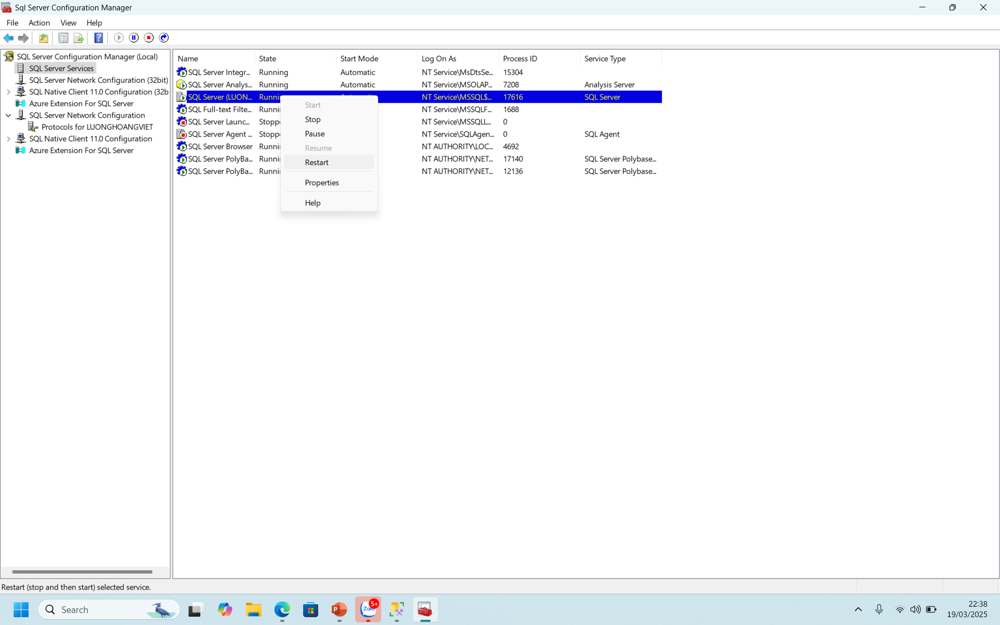 Sql Server Configuration Manager
File Action View Help
SQL Server Configuration Manager (Local)
SQL Server Services
SQL Server Network Configuration (32bit)
SQL Native Client 11.0 Configuration (32b
Azure Extension For SQL Server
SQL Server Network Configuration
Protocols for LUONGHOANGVIET
SQL Native Client 11.0 Configuration
Azure Extension For SQL Server
Name State Start Mode Log On As Process ID Service Type
SQL Server Integr... Running Automatic NT Service\MsDtsSe... 15304
SQL Server Analys... Running Automatic NT Service\MSOLAP... 7208 Analysis Server
SQL Server (LUON... Runnin NT Service\MSSQL$... 17616 SQL Server
SQL Full-text Filte... Runni NT Service\MSSQLF... 1688
SQL Server Launc... Stopp NT Service\MSSQLL... 0
SQL Server Agent ... Stopp NT Service\SQLAgen... 0 SQL Agent
SQL Server Browser Runni NT AUTHORITY\LOC... 4692
SQL Server PolyBa... Runni NT AUTHORITY\NET... 17140 SQL Server Polybase...
SQL Server PolyBa... Runni NT AUTHORITY\NET... 12136 SQL Server Polybase...
Start
Stop
Pause
Resume
Restart
Properties
Help
Restart (stop and then start) selected service.
Search
P
Zalo
5+
22:38
19/03/2025